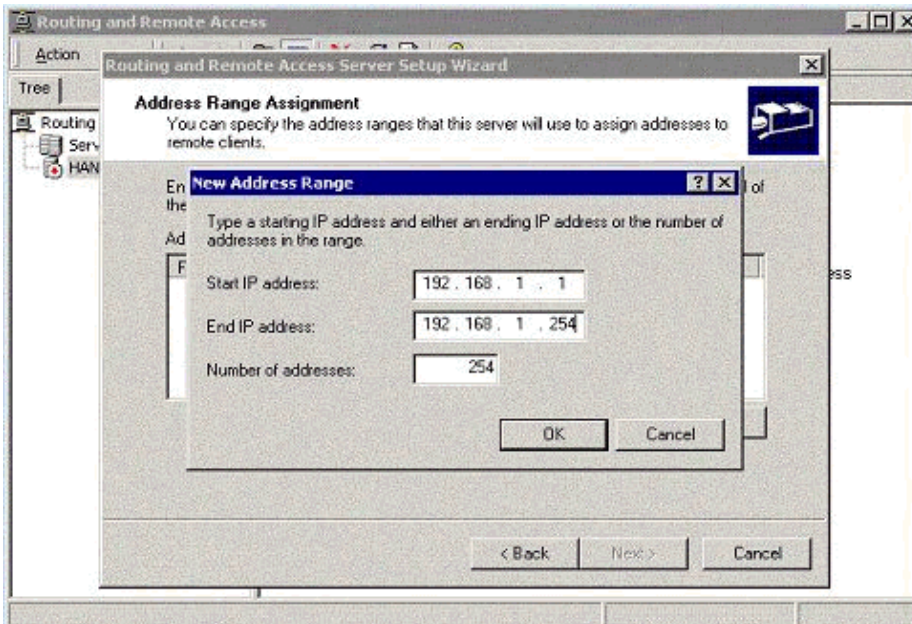 Routing and Remote Access
Action
Tree
Routing
Serv
HAN
Routing and Remote Access Server Setup Wizard
Address Range Assignment
You can specify the address ranges that this server will use to assign addresses to
remote clients.
En
of
the
Ad
F
ess
New Address Range
Type a starting IP address and either an ending IP address or the number of
addresses in the range.
Start IP address:
192 . 168 . 1 . 1
End IP address:
192 . 168 . 1 . 254
Number of addresses:
254
OK
Cancel
< Back
Next >
Cancel